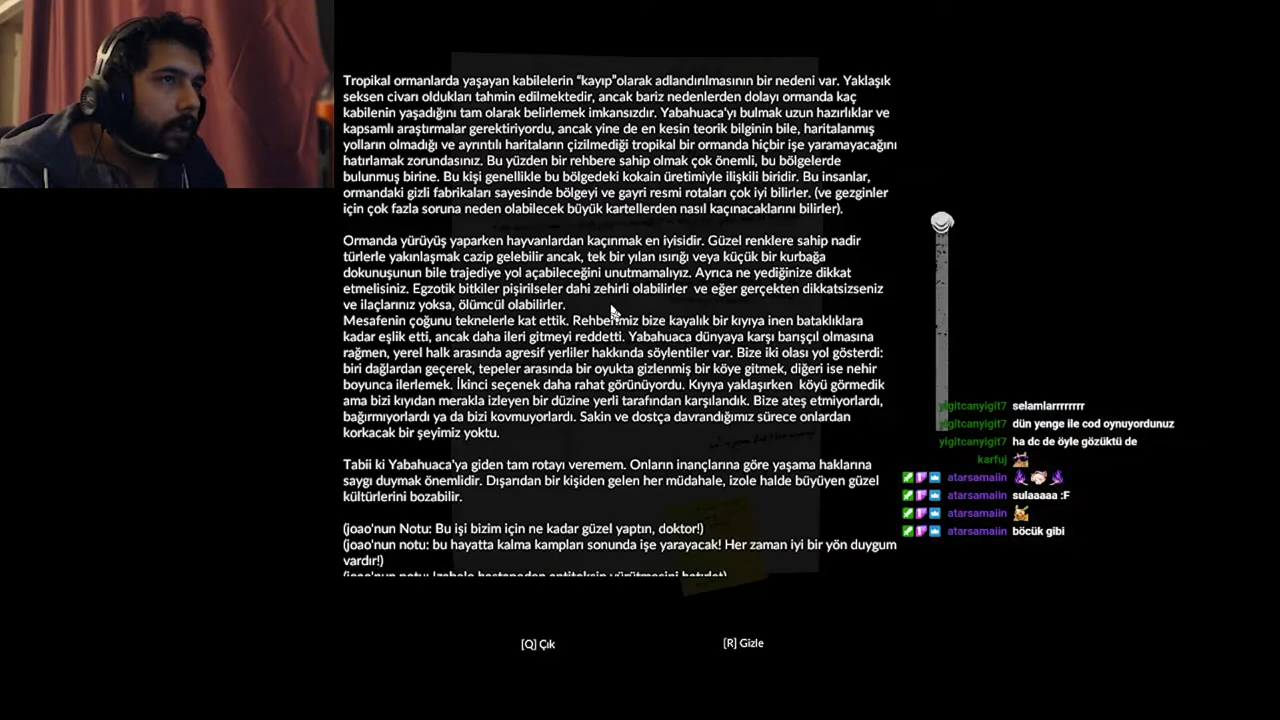 Tropikal ormanlarda yaşayan kabilelerin “kayıp”olarak adlandırılmasının bir nedeni var. Yaklaşık
seksen civarı oldukları tahmin edilmektedir, ancak bariz nedenlerden dolayı ormanda kaç
kabilenin yaşadığını tam olarak belirlemek imkansızdır. Yabahuaca'yı bulmak uzun hazırlıklar ve
kapsamlı araştırmalar gerektiriyordu, ancak yine de en kesin teorik bilginin bile, haritalanmış
yolların olmadığı ve ayrıntılı haritaların çizilmediği tropikal bir ormanda hiçbir işe yaramayacağını
hatırlamak zorundasınız. Bu yüzden bir rehbere sahip olmak çok önemli, bu bölgelerde
bulunmuş birine. Bu kişi genellikle bu bölgedeki kokain üretimiyle ilişkili biridir. Bu insanlar,
ormandaki gizli fabrikaları sayesinde bölgeyi ve gayri resmi rotaları çok iyi bilirler. (ve gezginler
için çok fazla soruna neden olabilecek büyük kartellerden nasıl kaçınacaklarını bilirler).
Ormanda yürüyüş yaparken hayvanlardan kaçınmak en iyisidir. Güzel renklere sahip nadir
türlerle yakınlaşmak cazip gelebilir ancak, tek bir yılan ısırığı veya küçük bir kurbağa
dokunuşunun bile trajediye yol açabileceğini unutmamalıyız. Ayrıca ne yediğinize dikkat
etmelisiniz. Egzotik bitkiler pişirilseler dahi zehirli olabilirler ve eğer gerçekten dikkatsizseniz
ve ilaçlarınız yoksa, ölümcül olabilirler.
Mesafenin çoğunu teknelerle kat ettik. Rehberimiz bize kayalık bir kıyıya inen bataklıklara
kadar eşlik etti, ancak daha ileri gitmeyi reddetti. Yabahuaca dünyaya karşı barışçıl olmasına
rağmen, yerel halk arasında agresif yerliler hakkında söylentiler var. Bize iki olası yol gösterdi:
biri dağlardan geçerek, tepeler arasında bir oyukta gizlenmiş bir köye gitmek, diğeri ise nehir
boyunca ilerlemek. İkinci seçenek daha rahat görünüyordu. Kıyıya yaklaşırken köyü görmedik
ama bizi kıyıdan merakla izleyen bir düzine yerli tarafından karşılandık. Bize ateş etmiyorlardı,
bağırmıyorlardı ya da bizi kovmuyorlardı. Sakin ve dostça davrandığımız sürece onlardan
korkacak bir şeyimiz yoktu.
Tabii ki Yabahuaca'ya giden tam rotayı veremem. Onların inançlarına göre yaşama haklarına
saygı duymak önemlidir. Dışarıdan bir kişiden gelen her müdahale, izole halde büyüyen güzel
kültürlerini bozabilir.
(joao'nun Notu: Bu işi bizim için ne kadar güzel yaptın, doktor!)
(joao'nun notu: bu hayatta kalma kampları sonunda işe yarayacak! Her zaman iyi bir yön duygum
vardır!)
(joao'nun notu: Izabele hastaneden antitoksin yürütmesini hatırlat)
[Q] Çık
[R] Gizle
yigitcanyigit7 selamlarrrrrrrr
yigitcanyigit7 dün yenge ile cod oynuyordunuz
yigitcanyigit7 ha dc de öyle gözüktü de
karfuj
atarsamaiin
atarsamaiin sulaaaaa :F
atarsamaiin
atarsamaiin böcük gibi